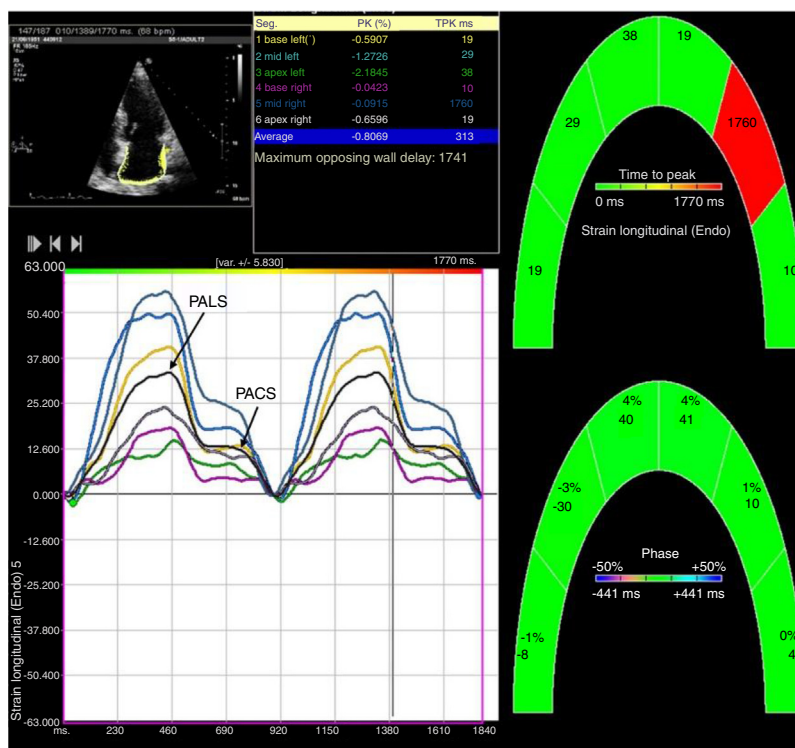 147/187 010/1389/1770 ms. (68 bpm)
Seg. PK (%) TPK ms
1 base left(`) -0.5907 19
2 mid left -1.2726 29
3 apex left -2.1845 38
4 base right -0.0423 10
5 mid right -0.0915 1760
6 apex right -0.6596 19
Average -0.8069 313
Maximum opposing wall delay: 1741
68 bpm
38 19
29 1760
19 10
Time to peak
0 ms 1770 ms
Strain longitudinal (Endo)
[var. +/- 5.830] 1770 ms.
63.000
50.400
37.800
25.200
12.600
0.000
-12.600
-25.200
-37.800
-50.400
-63.000
Strain longitudinal (Endo) 5
PALS
PACS
ms. 230 460 690 920 1150 1380 1610 1840
4% 4%
40 41
-3% 1%
-30 10
-1% 0%
-8 4
Phase
-50% +50%
-441 ms +441 ms